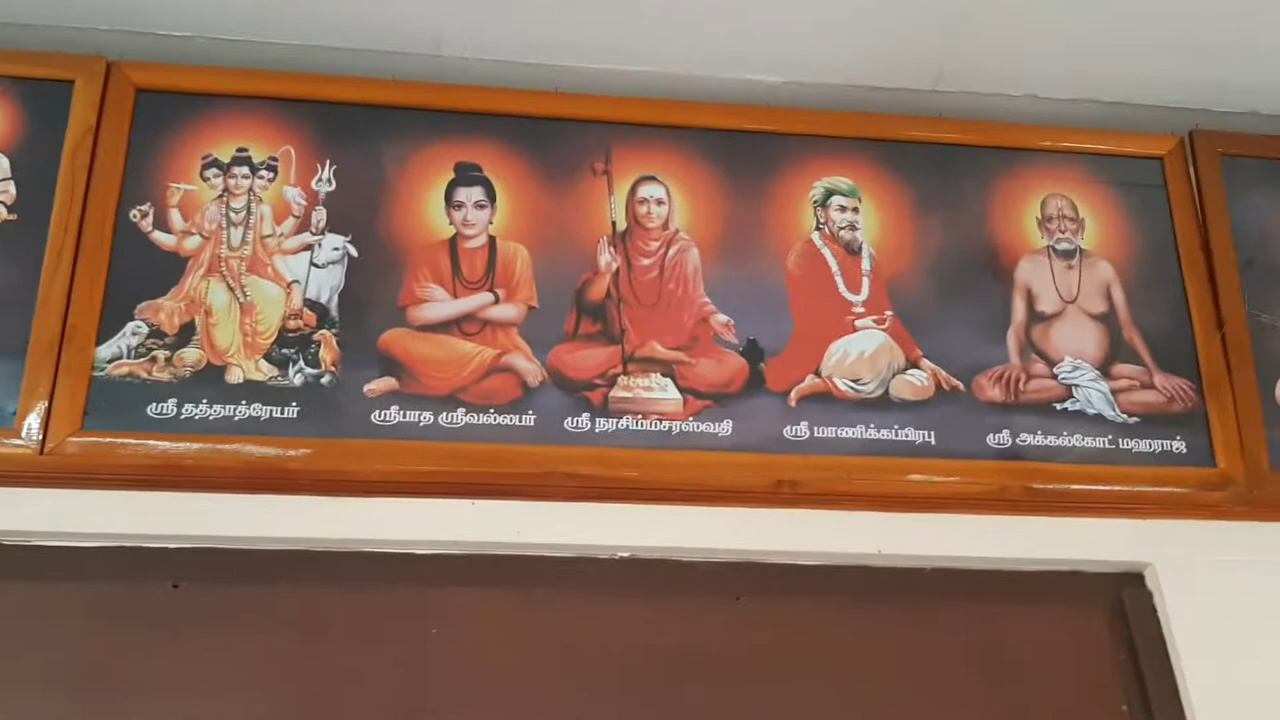 ஸ்ரீ தத்தாத்ரேயர்
ஸ்ரீபாத ஸ்ரீவல்லபர்
ஸ்ரீ நரசிம்மசரஸ்வதி
ஸ்ரீ மாணிக்கப்பிரபு
ஸ்ரீ அக்கல்கோட் மஹராஜ்